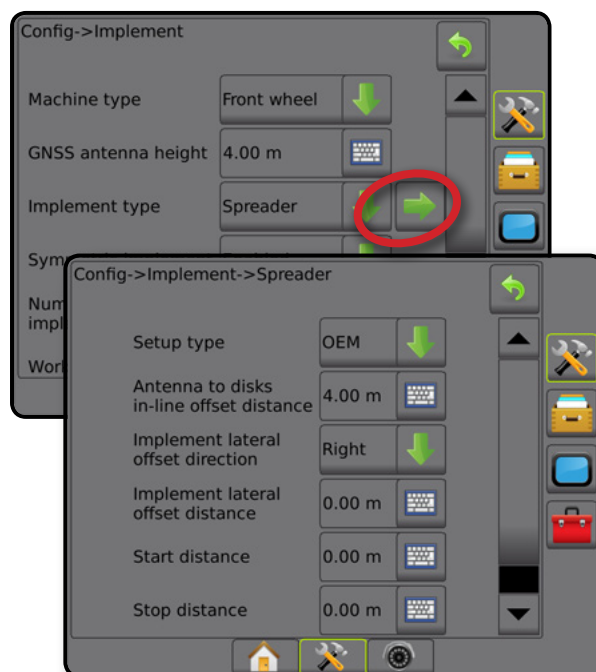 Config->Implement
Machine type Front wheel
GNSS antenna height 4.00 m
Implement type Spreader
Config->Implement->Spreader
Setup type OEM
Antenna to disks
in-line offset distance 4.00 m
Implement lateral
offset direction Right
Implement lateral
offset distance 0.00 m
Start distance 0.00 m
Stop distance 0.00 m